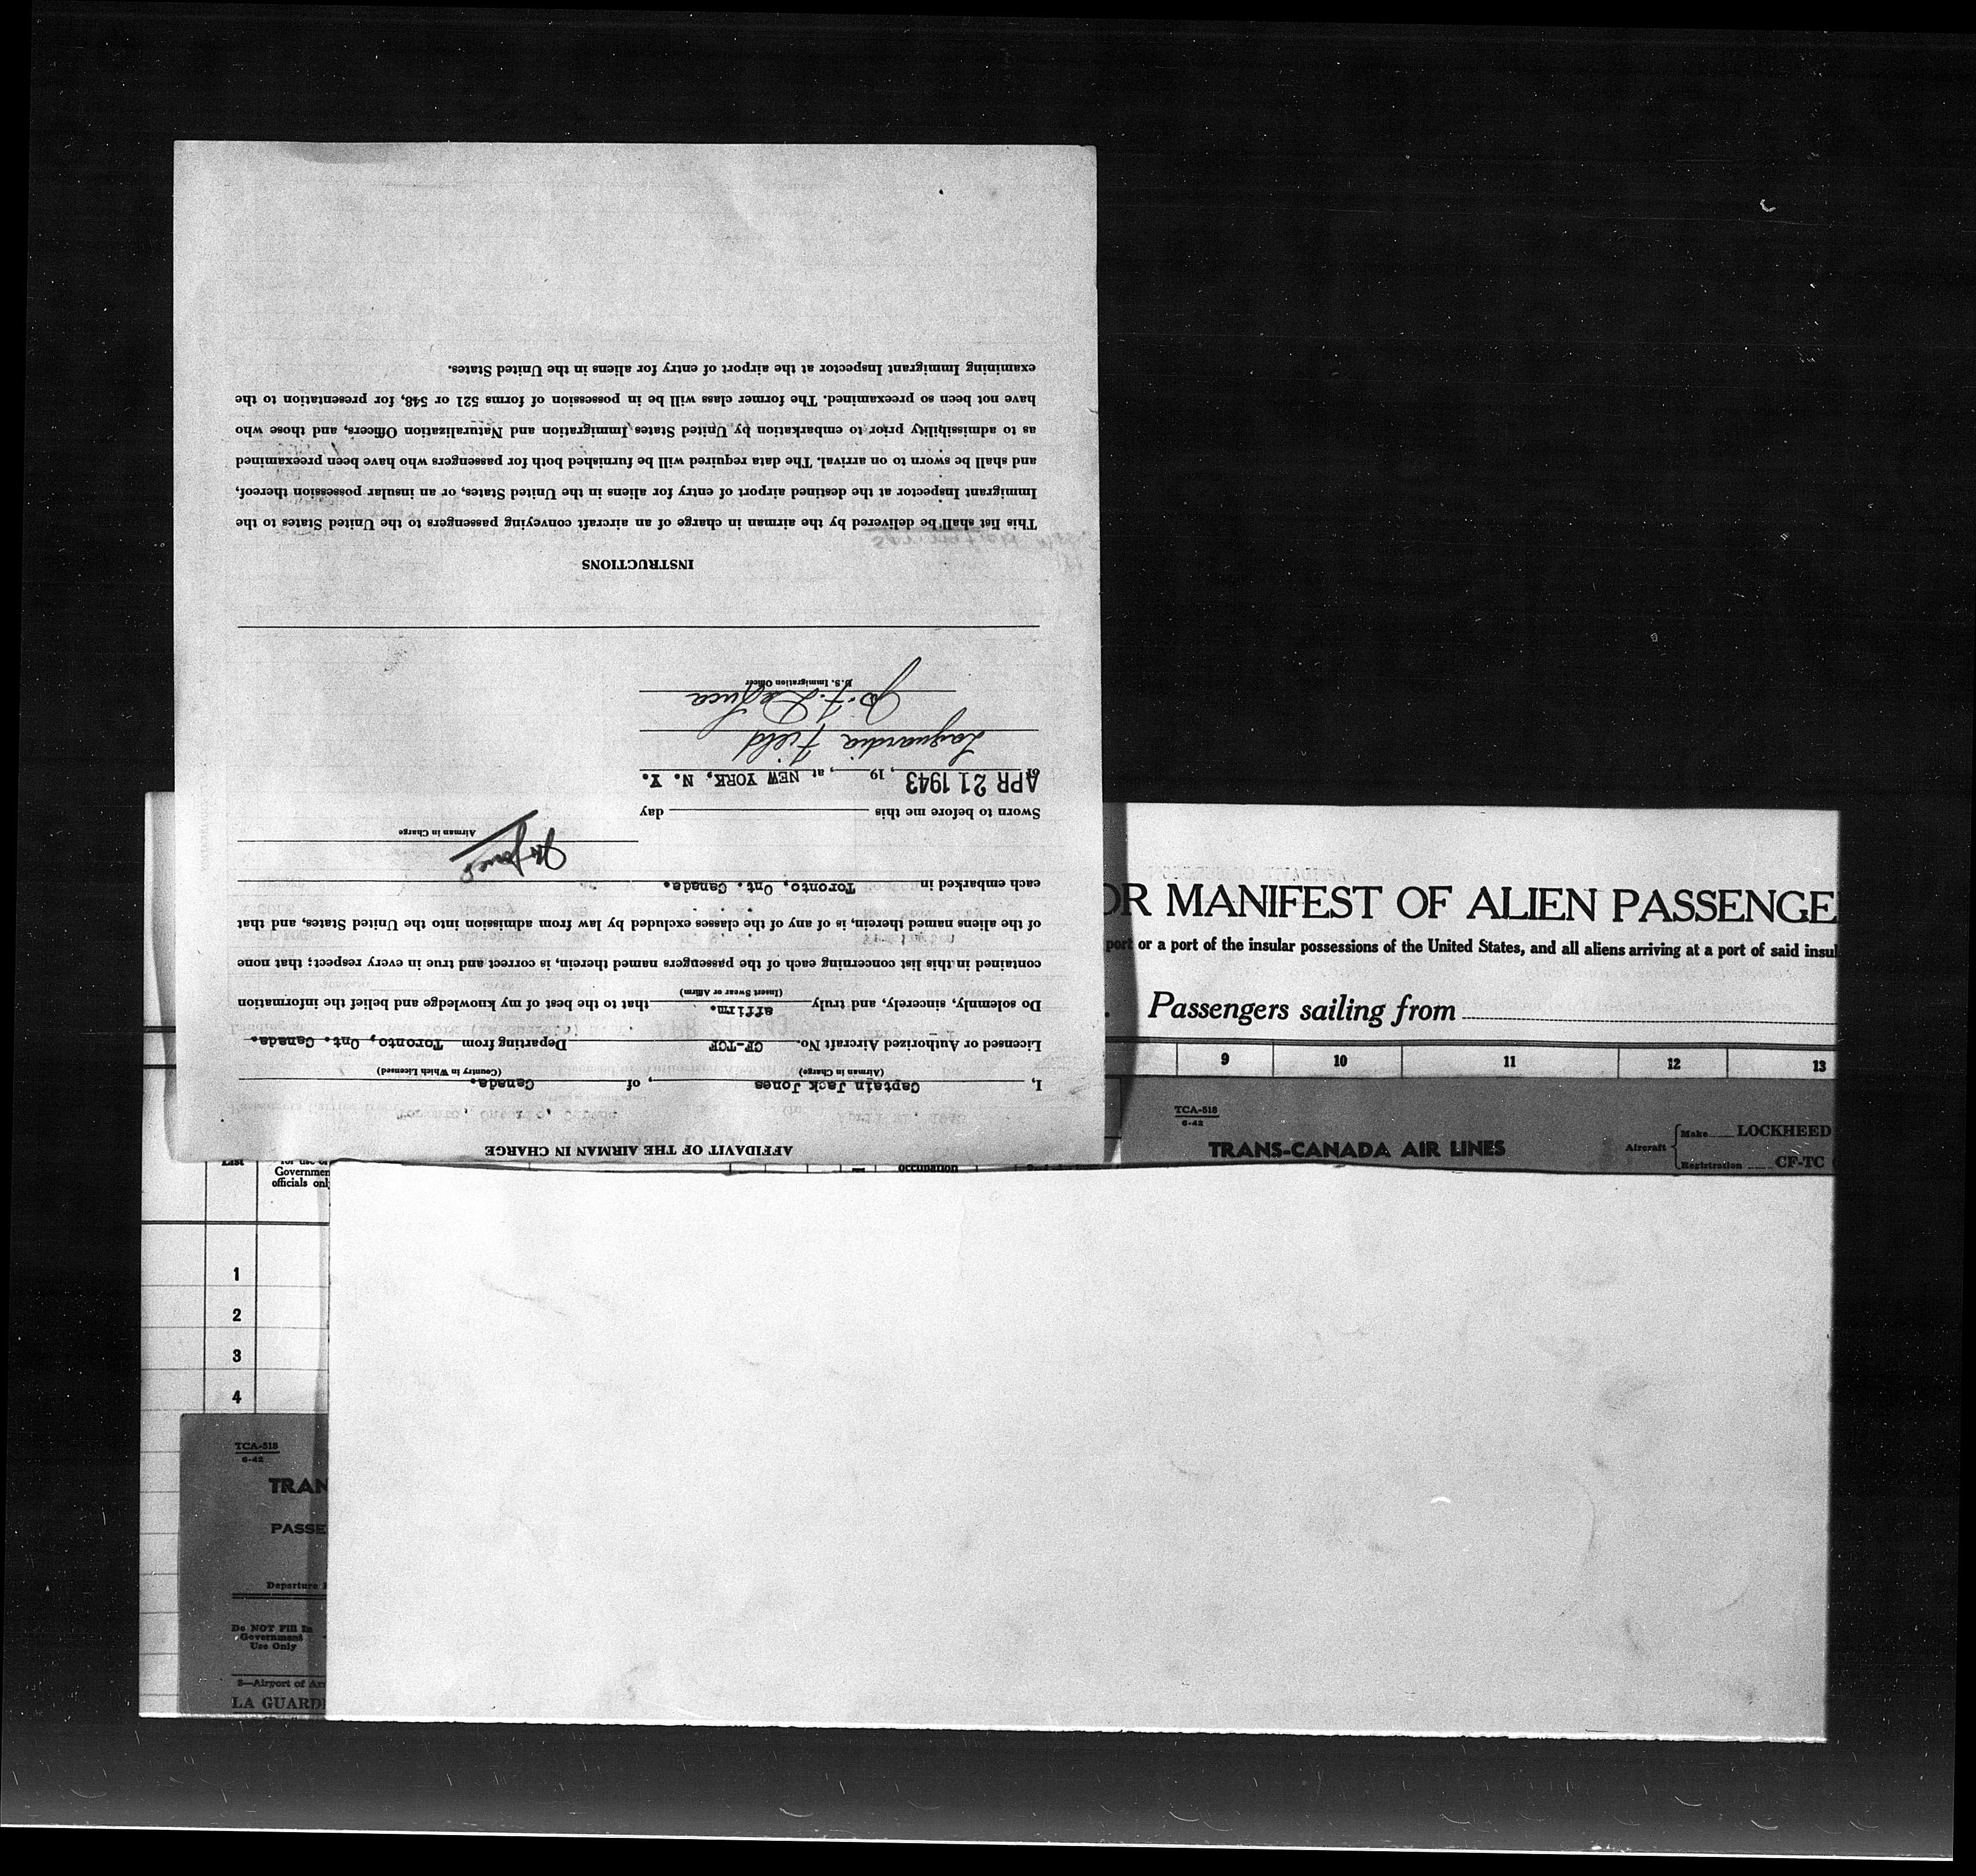 AFFIDAVIT OF THE AIRMAN IN CHARGE
I, Captain Jack Jones, of Canada.
(Airman in Charge) (Country in Which Licensed)
Licensed or Authorized Aircraft No. CF-TCF Departing from Toronto, Ont. Canada.
Do solemnly, sincerely, and truly affirm. that to the best of my knowledge and belief the information
(Insert Swear or Affirm)
contained in this list concerning each of the passengers named therein, is correct and true in every respect; that none
of the aliens named therein, is of any of the classes excluded by law from admission into the United States, and that
each embarked in Toronto, Ont. Canada.
Jones
Airman in Charge
Sworn to before me this day
of APR 21 1943, 19, at NEW YORK, N. Y.
Laguardia Field
U.S. Immigration Officer
INSTRUCTIONS
This list shall be delivered by the airman in charge of an aircraft conveying passengers to the United States to the
Immigrant Inspector at the destined airport of entry for aliens in the United States, or an insular possession thereof,
and shall be sworn to on arrival. The data required will be furnished both for passengers who have been preexamined
as to admissibility prior to embarkation by United States Immigration and Naturalization Officers, and those who
have not been so preexamined. The former class will be in possession of forms 521 or 548, for presentation to the
examining Immigrant Inspector at the airport of entry for aliens in the United States.
OR MANIFEST OF ALIEN PASSENGE
port or a port of the insular possessions of the United States, and all aliens arriving at a port of said insul
Passengers sailing from
9 10 11 12 13
TCA-518
6-42
TRANS-CANADA AIR LINES
Aircraft Make LOCKHEED
Registration CF-TC
List
for use of
Governmen
officials onl
occupation
1
2
3
4
TCA-518
6-42
TRAN
PASSE
Departure
Do NOT Fill In
Government
Use Only
8—Airport of Arr
LA GUARD